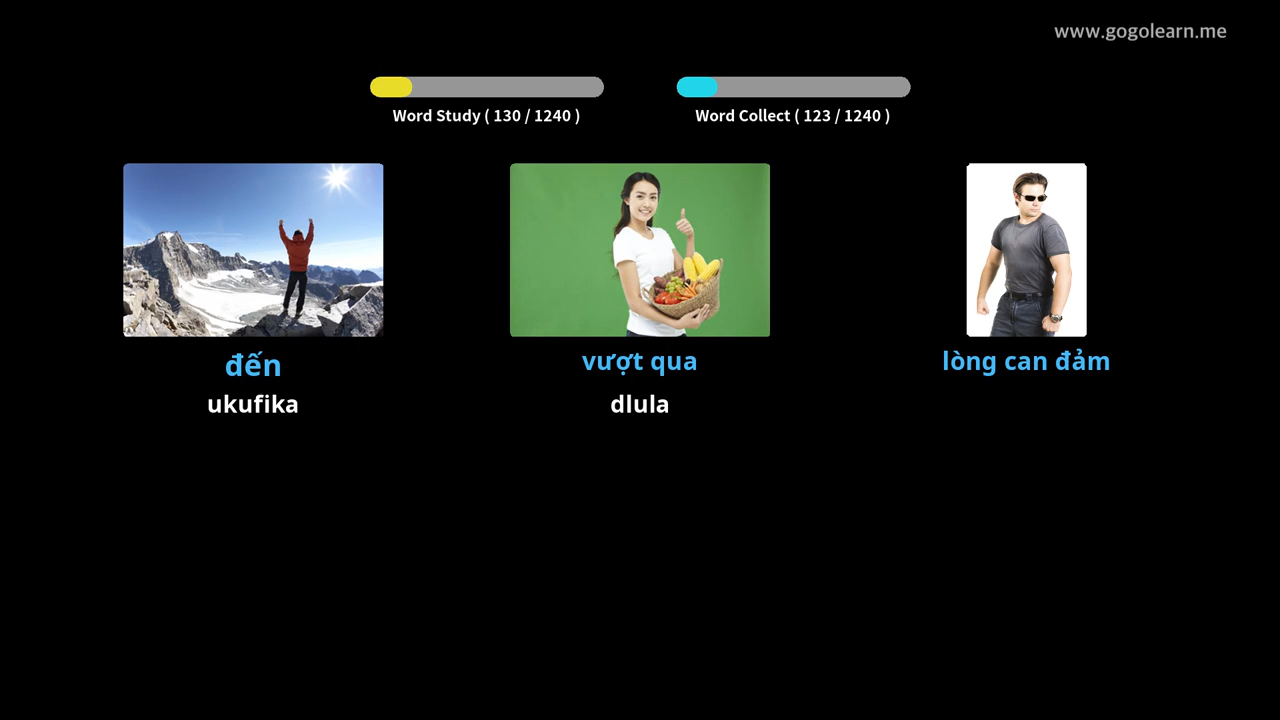 www.gogolearn.me
Word Study ( 130 / 1240 )
Word Collect ( 123 / 1240 )
đến
ukufika
vượt qua
dlula
lòng can đảm